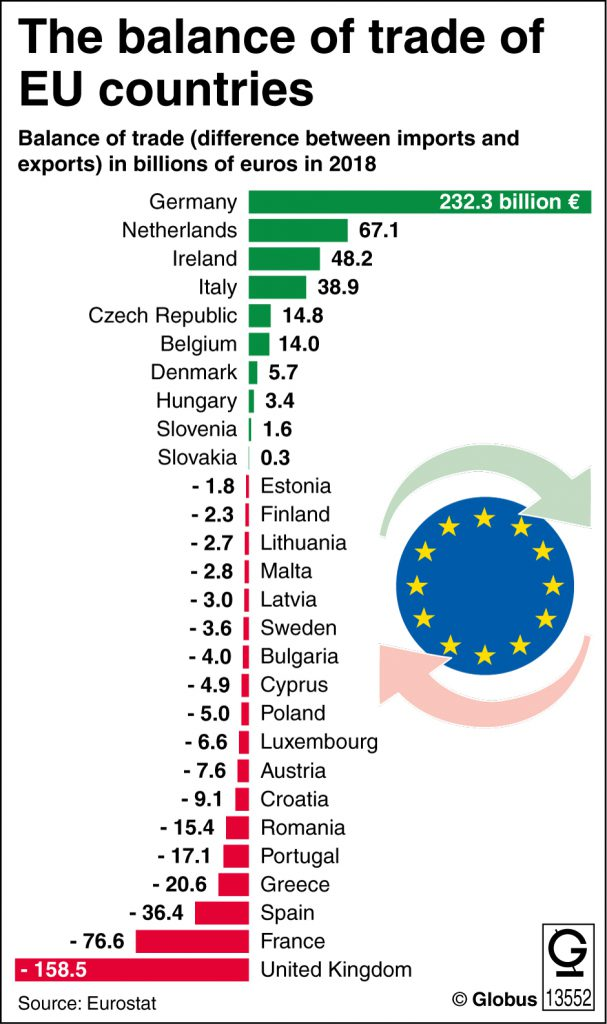 The balance of trade of
EU countries
Balance of trade (difference between imports and
exports) in billions of euros in 2018
Germany 232.3 billion €
Netherlands 67.1
Ireland 48.2
Italy 38.9
Czech Republic 14.8
Belgium 14.0
Denmark 5.7
Hungary 3.4
Slovenia 1.6
Slovakia 0.3
- 1.8 Estonia
- 2.3 Finland
- 2.7 Lithuania
- 2.8 Malta
- 3.0 Latvia
- 3.6 Sweden
- 4.0 Bulgaria
- 4.9 Cyprus
- 5.0 Poland
- 6.6 Luxembourg
- 7.6 Austria
- 9.1 Croatia
- 15.4 Romania
- 17.1 Portugal
- 20.6 Greece
- 36.4 Spain
- 76.6 France
- 158.5 United Kingdom
Source: Eurostat
© Globus
G
13552